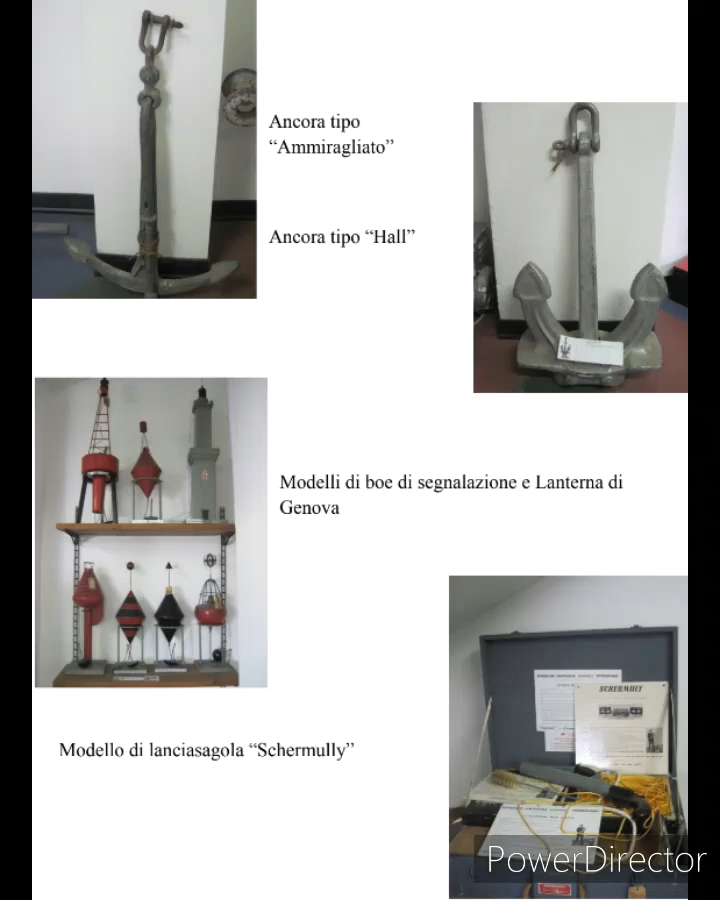 Ancora tipo
“Ammiragliato”
Ancora tipo “Hall”
Modelli di boe di segnalazione e Lanterna di
Genova
Modello di lanciasagola “Schermully”
SCHERMULY
PowerDirector